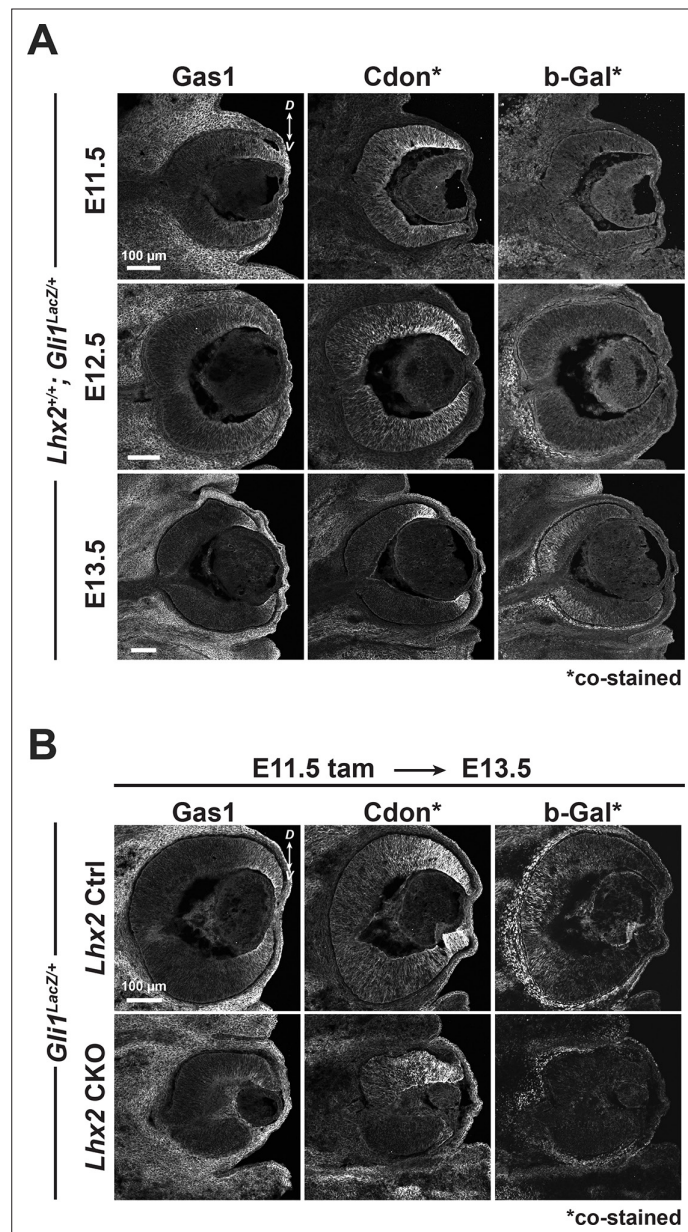 A
Gas1 Cdon* b-Gal*
Lhx2+/+; Gli1LacZ/+
E11.5
D
V
100 µm
E12.5
E13.5
*co-stained
B
E11.5 tam → E13.5
Gas1 Cdon* b-Gal*
Gli1LacZ/+
Lhx2 Ctrl
D
V
100 µm
Lhx2 CKO
*co-stained